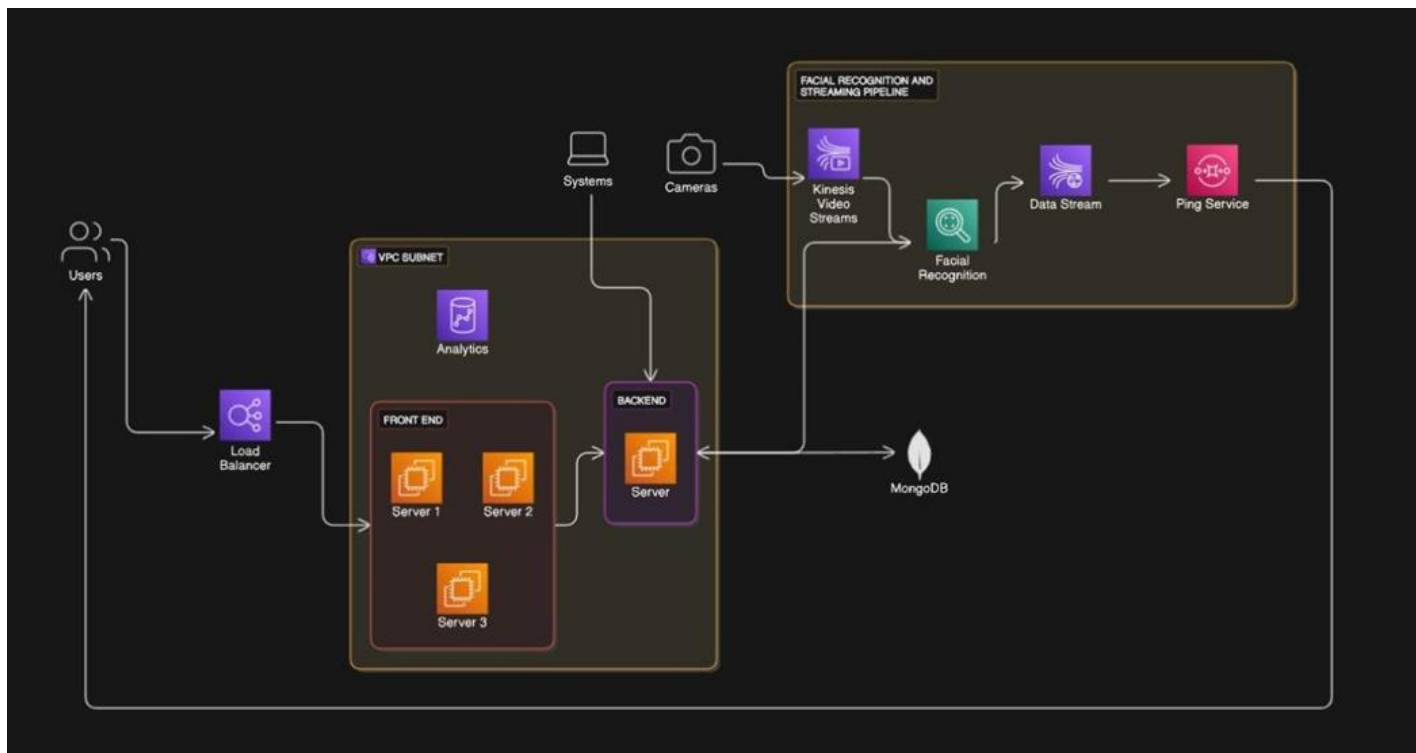 FACIAL RECOGNITION AND
STREAMING PIPELINE
Systems
Cameras
Kinesis
Video
Streams
Data Stream
Ping Service
Facial
Recognition
Users
VPC SUBNET
Analytics
Load
Balancer
FRONT END
Server 1
Server 2
Server 3
BACKEND
Server
MongoDB